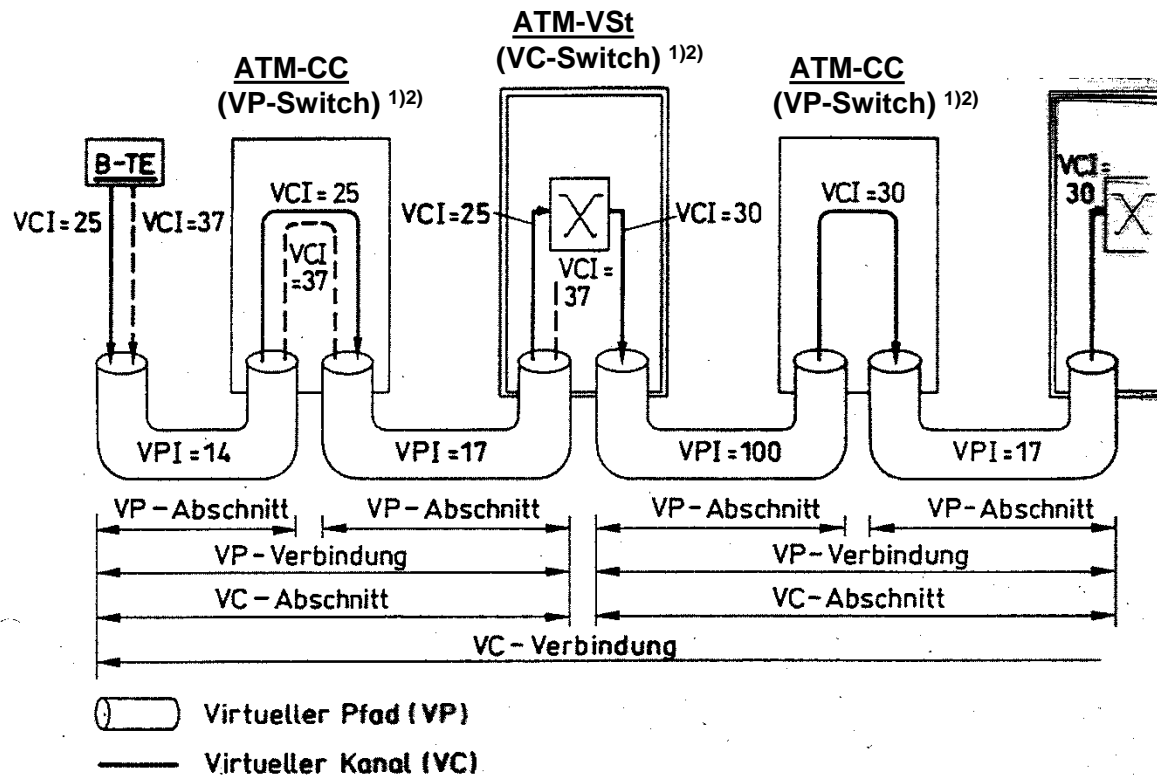 ATM-VSt
(VC-Switch) 1)2)
ATM-CC
(VP-Switch) 1)2)
ATM-CC
(VP-Switch) 1)2)
B-TE
VCI=25
VCI=37
VCI=25
VCI
=37
VCI=25
VCI=30
VCI=
37
VCI=30
VCI=
30
VPI=14
VPI=17
VPI=100
VPI=17
VP-Abschnitt
VP-Abschnitt
VP-Abschnitt
VP-Abschnitt
VP-Verbindung
VP-Verbindung
VC-Abschnitt
VC-Abschnitt
VC-Verbindung
Virtueller Pfad (VP)
Virtueller Kanal (VC)